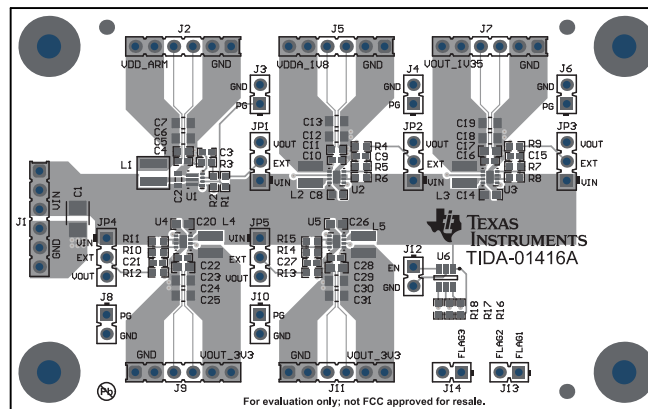 J2
J5
J7
VDD_ARM
GND
VDDA_1V8
GND
VOUT_1V35
GND
J3
GND
PG
J4
GND
PG
J6
GND
PG
C7
C6
C5
C4
C3
R3
JP1
VOUT
EXT
VIN
L1
C2
U1
R2
R1
C13
C12
C11
C10
R4
C9
R5
R6
JP2
VOUT
EXT
VIN
L2
C8
U2
C19
C18
C17
C16
R9
C15
R7
R8
JP3
VOUT
EXT
VIN
L3
C14
U3
J1
VIN
GND
C1
JP4
VIN
EXT
VOUT
R11
R10
C21
R12
U4
C20
L4
C22
C23
C24
C25
JP5
VIN
EXT
VOUT
R15
R14
C27
R13
U5
C26
L5
C28
C29
C30
C31
J12
EN
GND
TEXAS
INSTRUMENTS
TIDA-01416A
U6
R18
R17
R16
J8
PG
GND
J10
PG
GND
Pb
GND
VOUT_3V3
J9
GND
VOUT_3V3
J11
FLAG3
J14
FLAG2
FLAG1
J13
For evaluation only; not FCC approved for resale.